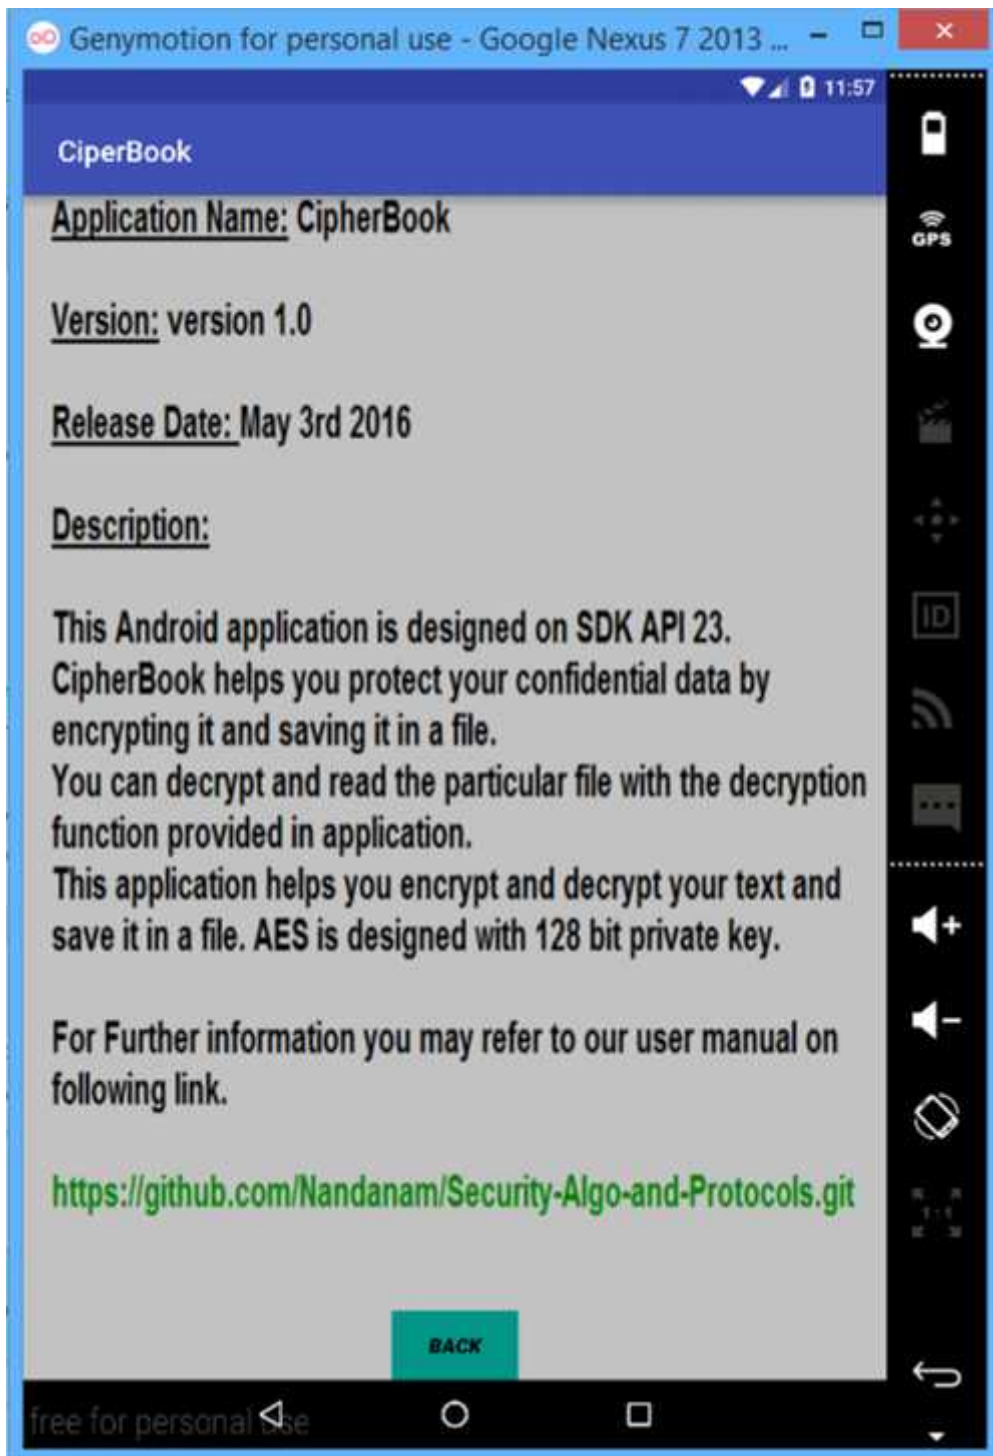 Genymotion for personal use - Google Nexus 7 2013 ...
11:57
CiperBook
Application Name: CipherBook
Version: version 1.0
Release Date: May 3rd 2016
Description:
This Android application is designed on SDK API 23.
CipherBook helps you protect your confidential data by
encrypting it and saving it in a file.
You can decrypt and read the particular file with the decryption
function provided in application.
This application helps you encrypt and decrypt your text and
save it in a file. AES is designed with 128 bit private key.
For Further information you may refer to our user manual on
following link.
https://github.com/Nandanam/Security-Algo-and-Protocols.git
BACK
free for personal use
GPS
ID
1:1